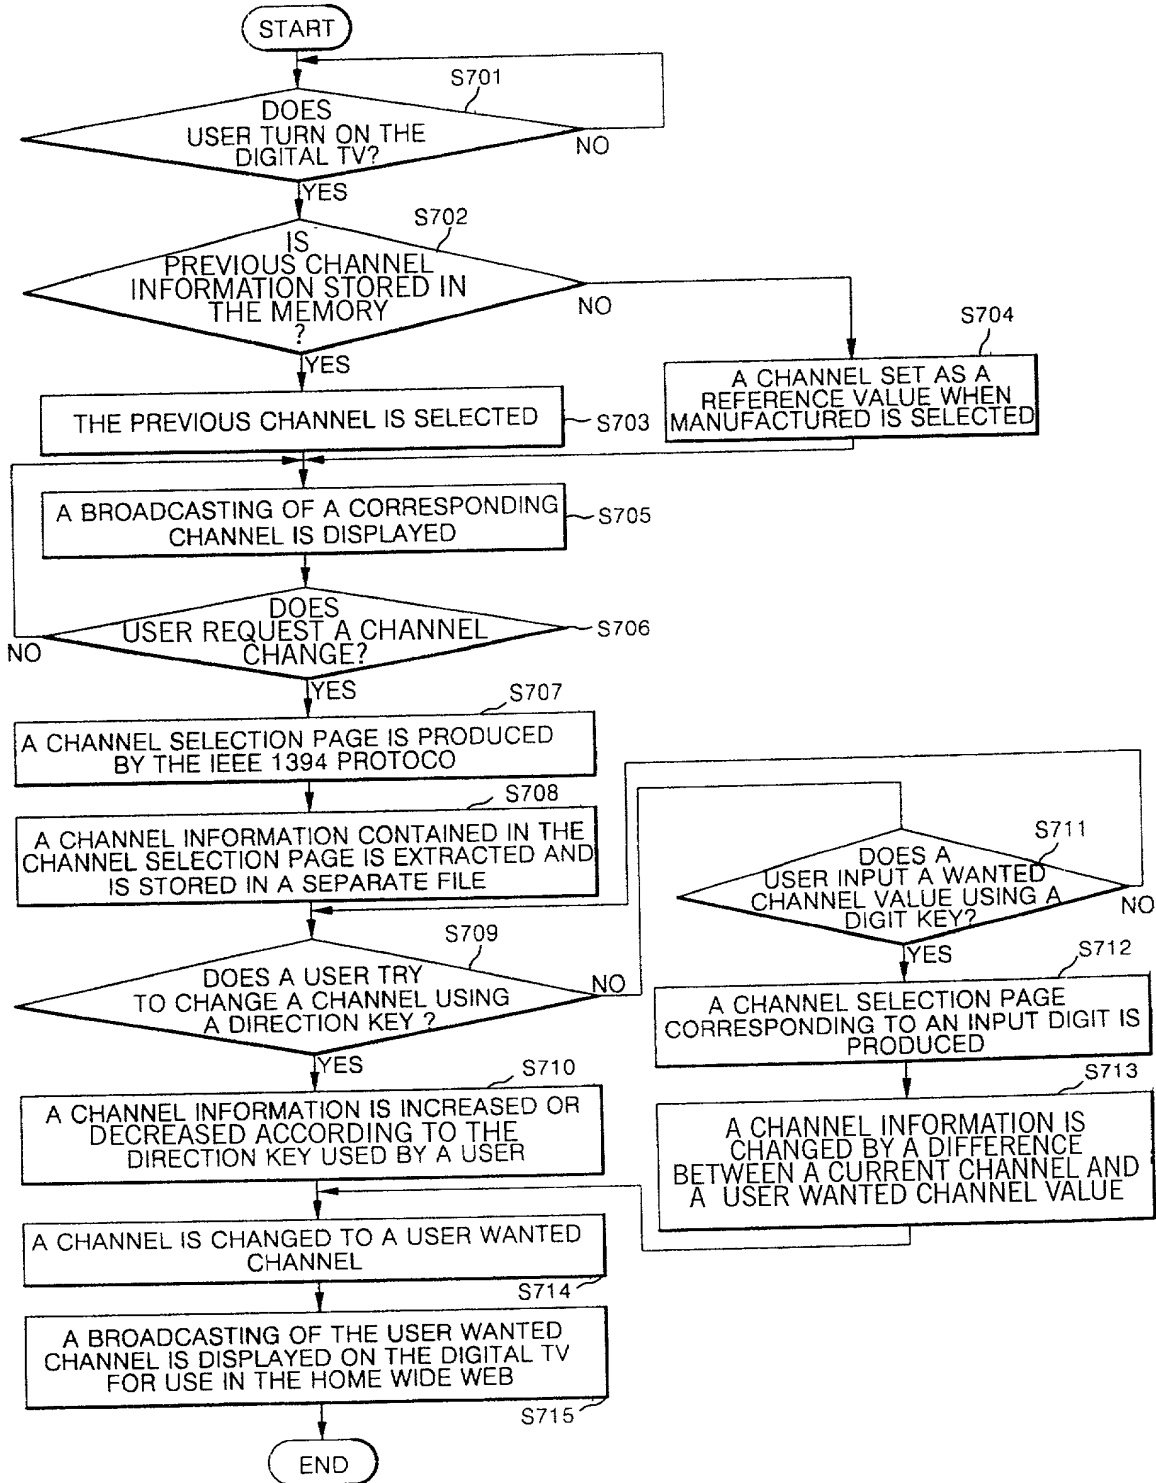 START
S701
DOES
USER TURN ON THE
DIGITAL TV?
NO
YES
S702
IS
PREVIOUS CHANNEL
INFORMATION STORED IN
THE MEMORY
?
NO
YES
S704
A CHANNEL SET AS A
REFERENCE VALUE WHEN
MANUFACTURED IS SELECTED
THE PREVIOUS CHANNEL IS SELECTED
S703
A BROADCASTING OF A CORRESPONDING
CHANNEL IS DISPLAYED
S705
DOES
USER REQUEST A CHANNEL
CHANGE?
S706
NO
YES
S707
A CHANNEL SELECTION PAGE IS PRODUCED
BY THE IEEE 1394 PROTOCO
S708
A CHANNEL INFORMATION CONTAINED IN THE
CHANNEL SELECTION PAGE IS EXTRACTED AND
IS STORED IN A SEPARATE FILE
S709
DOES A USER TRY
TO CHANGE A CHANNEL USING
A DIRECTION KEY ?
NO
YES
S710
A CHANNEL INFORMATION IS INCREASED OR
DECREASED ACCORDING TO THE
DIRECTION KEY USED BY A USER
S711
DOES A
USER INPUT A WANTED
CHANNEL VALUE USING A
DIGIT KEY?
NO
YES
S712
A CHANNEL SELECTION PAGE
CORRESPONDING TO AN INPUT DIGIT IS
PRODUCED
S713
A CHANNEL INFORMATION IS
CHANGED BY A DIFFERENCE
BETWEEN A CURRENT CHANNEL AND
A USER WANTED CHANNEL VALUE
A CHANNEL IS CHANGED TO A USER WANTED
CHANNEL
S714
A BROADCASTING OF THE USER WANTED
CHANNEL IS DISPLAYED ON THE DIGITAL TV
FOR USE IN THE HOME WIDE WEB
S715
END